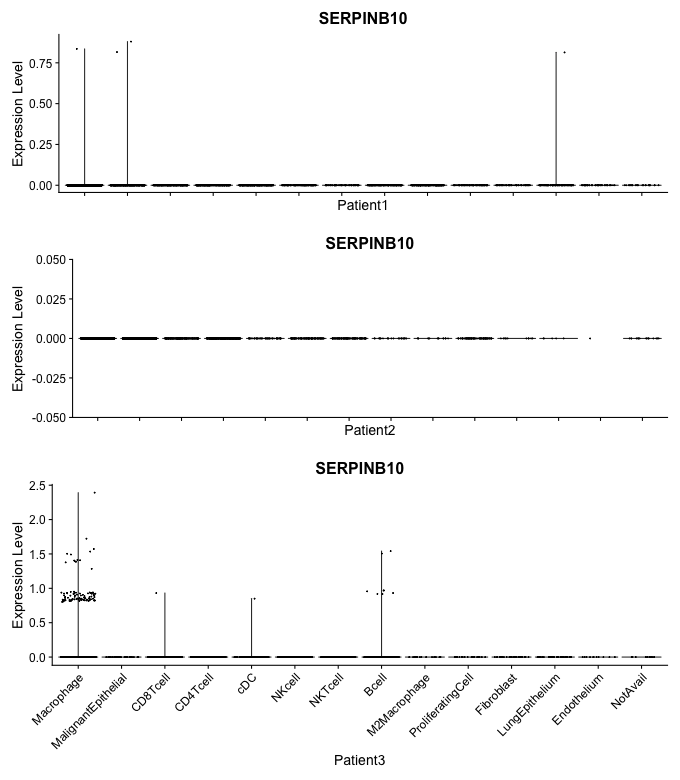 SERPINB10
Expression Level
0.75
0.50
0.25
0.00
Patient1
SERPINB10
Expression Level
0.050
0.025
0.000
-0.025
-0.050
Patient2
SERPINB10
Expression Level
2.5
2.0
1.5
1.0
0.5
0.0
Macrophage
MalignantEpithelial
CD8Tcell
CD4Tcell
cDC
NKcell
NKTcell
Bcell
M2Macrophage
ProliferatingCell
Fibroblast
LungEpithelium
Endothelium
NotAvail
Patient3